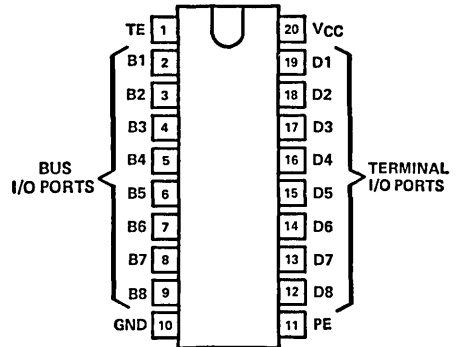 TE 1 20 VCC
B1 2 19 D1
B2 3 18 D2
B3 4 17 D3
BUS
I/O PORTS
B4 5 16 D4
TERMINAL
I/O PORTS
B5 6 15 D5
B6 7 14 D6
B7 8 13 D7
B8 9 12 D8
GND 10 11 PE